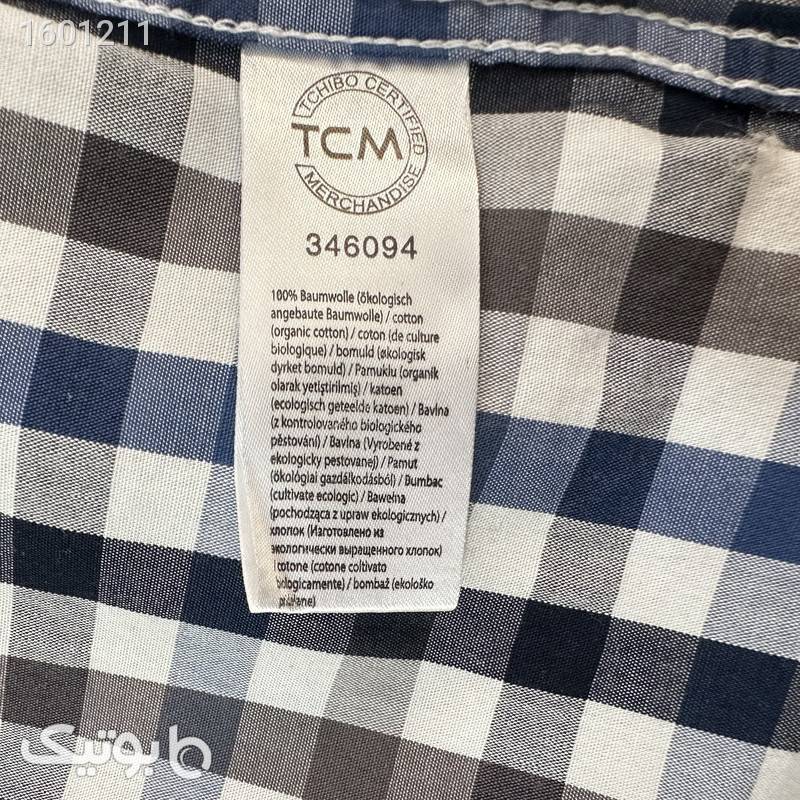 1601211
TCHIBO CERTIFIED
TCM
MERCHANDISE
346094
100% Baumwolle (ökologisch
angebaute Baumwolle) / cotton
(organic cotton) / coton (de culture
biologique) / bomuld (økologisk
dyrket bomuld) / Pamuklu (organik
olarak yetiştirilmiş) / katoen
(ecologisch geteelde katoen) / Bavlna
(z kontrolovaného biologického
pěstování) / Bavlna (Vyrobené z
ekologicky pestovanej) / Pamut
(ökológiai gazdálkodásból) / Bumbac
(cultivate ecologic) / Bawełna
(pochodząca z upraw ekologicznych) /
хлопок (Изготовлено из
экологически выращенного хлопок)
cotone (cotone coltivato
biologicamente) / bombaž (ekološko
بوتیک